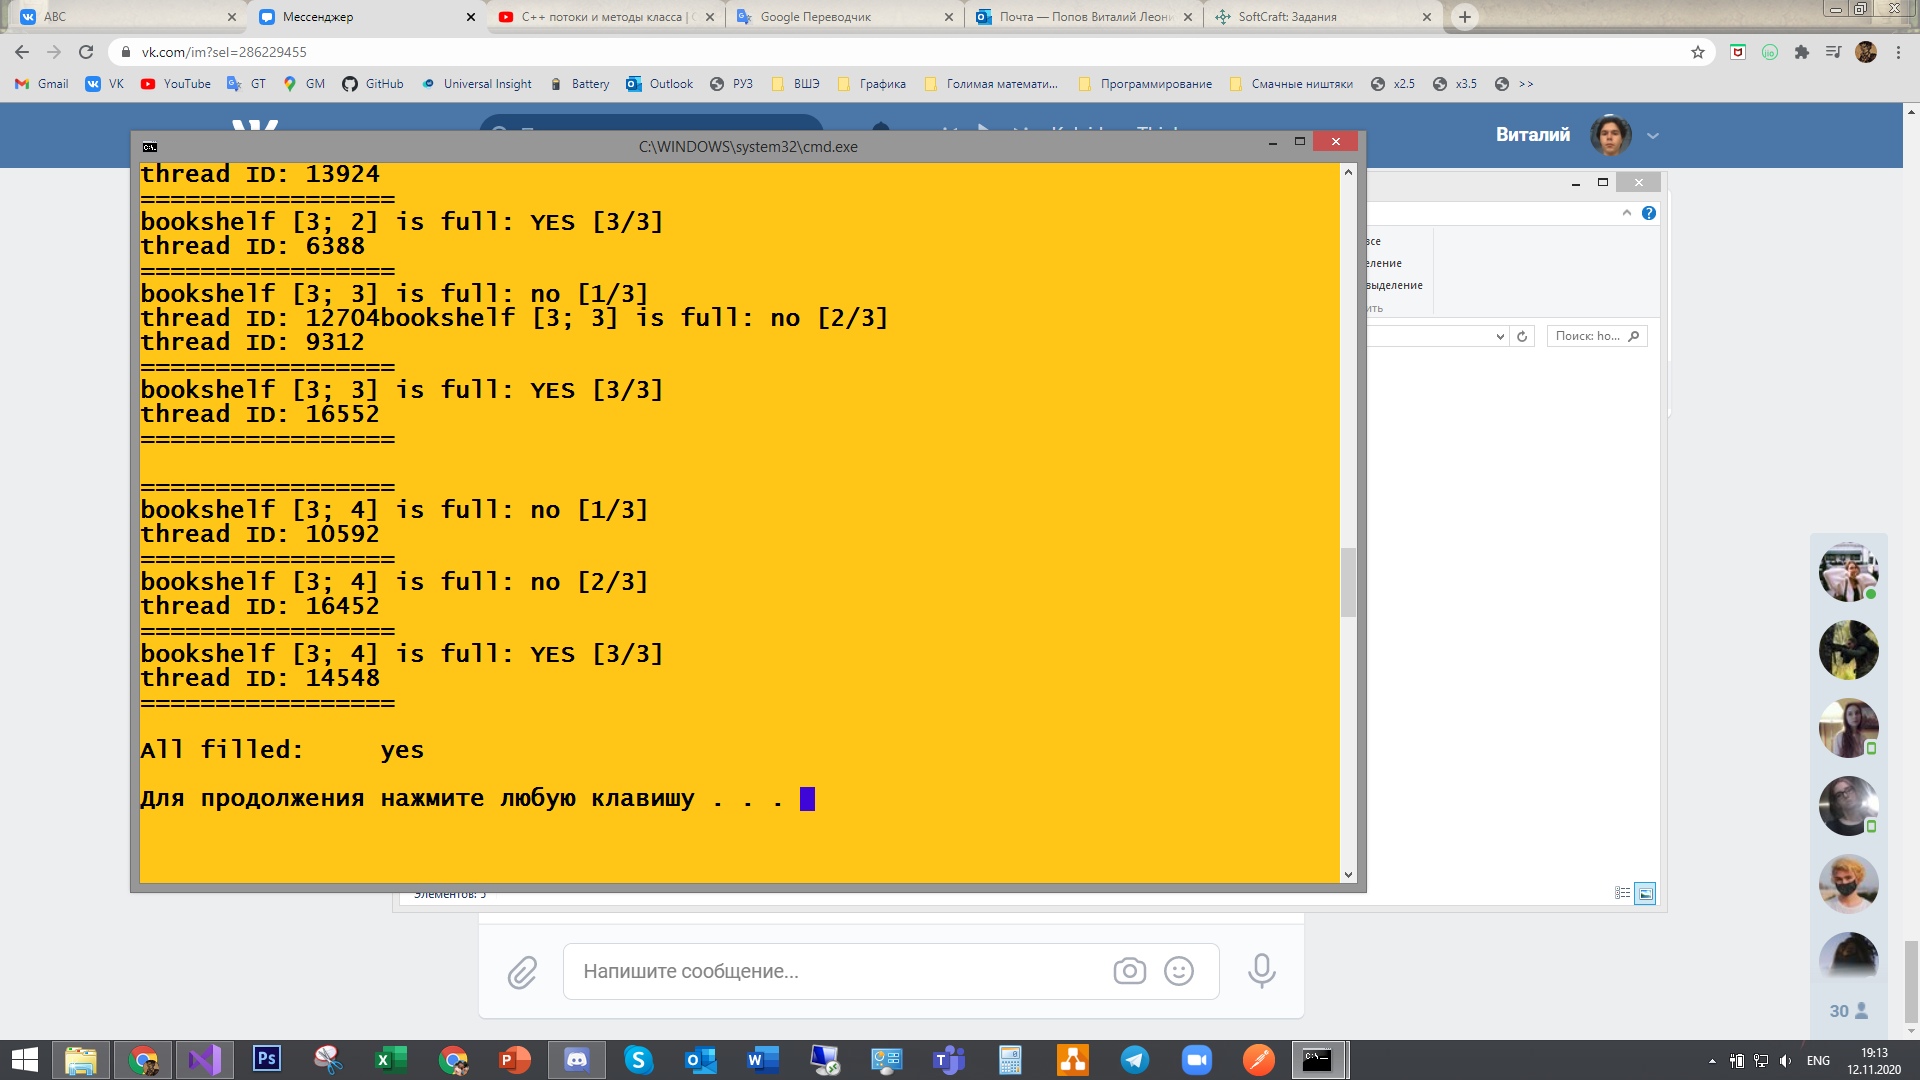 ABC
Мессенджер
C++ потоки и методы класса |
Google Переводчик
Почта — Попов Виталий Леони
SoftCraft: Задания
vk.com/im?sel=286229455
Gmail
VK
YouTube
GT
GM
GitHub
Universal Insight
Battery
Outlook
РУЗ
ВШЭ
Графика
Голимая математи...
Программирование
Смачные ништяки
x2.5
x3.5
>>
Виталий
C:\WINDOWS\system32\cmd.exe
thread ID: 13924
=================
bookshelf [3; 2] is full: YES [3/3]
thread ID: 6388
=================
bookshelf [3; 3] is full: no [1/3]
thread ID: 12704bookshelf [3; 3] is full: no [2/3]
thread ID: 9312
=================
bookshelf [3; 3] is full: YES [3/3]
thread ID: 16552
=================
=================
bookshelf [3; 4] is full: no [1/3]
thread ID: 10592
=================
bookshelf [3; 4] is full: no [2/3]
thread ID: 16452
=================
bookshelf [3; 4] is full: YES [3/3]
thread ID: 14548
=================
All filled: yes
Для продолжения нажмите любую клавишу . . .
все
еление
выделение
ить
Поиск: ho...
Элементов: 5
Напишите сообщение...
30
ENG
19:13
12.11.2020